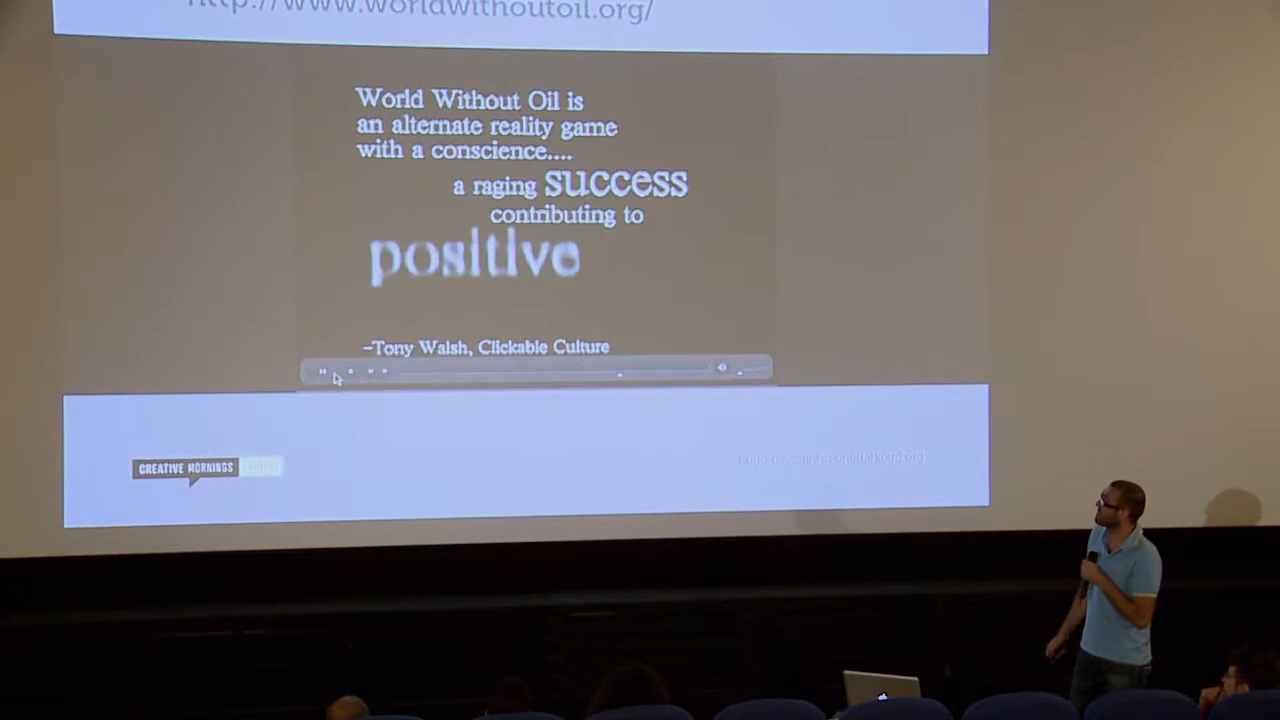 http://www.worldwithoutoil.org/
World Without Oil is
an alternate reality game
with a conscience....
a raging success
contributing to
positive
-Tony Walsh, Clickable Culture
CREATIVE MORNINGS